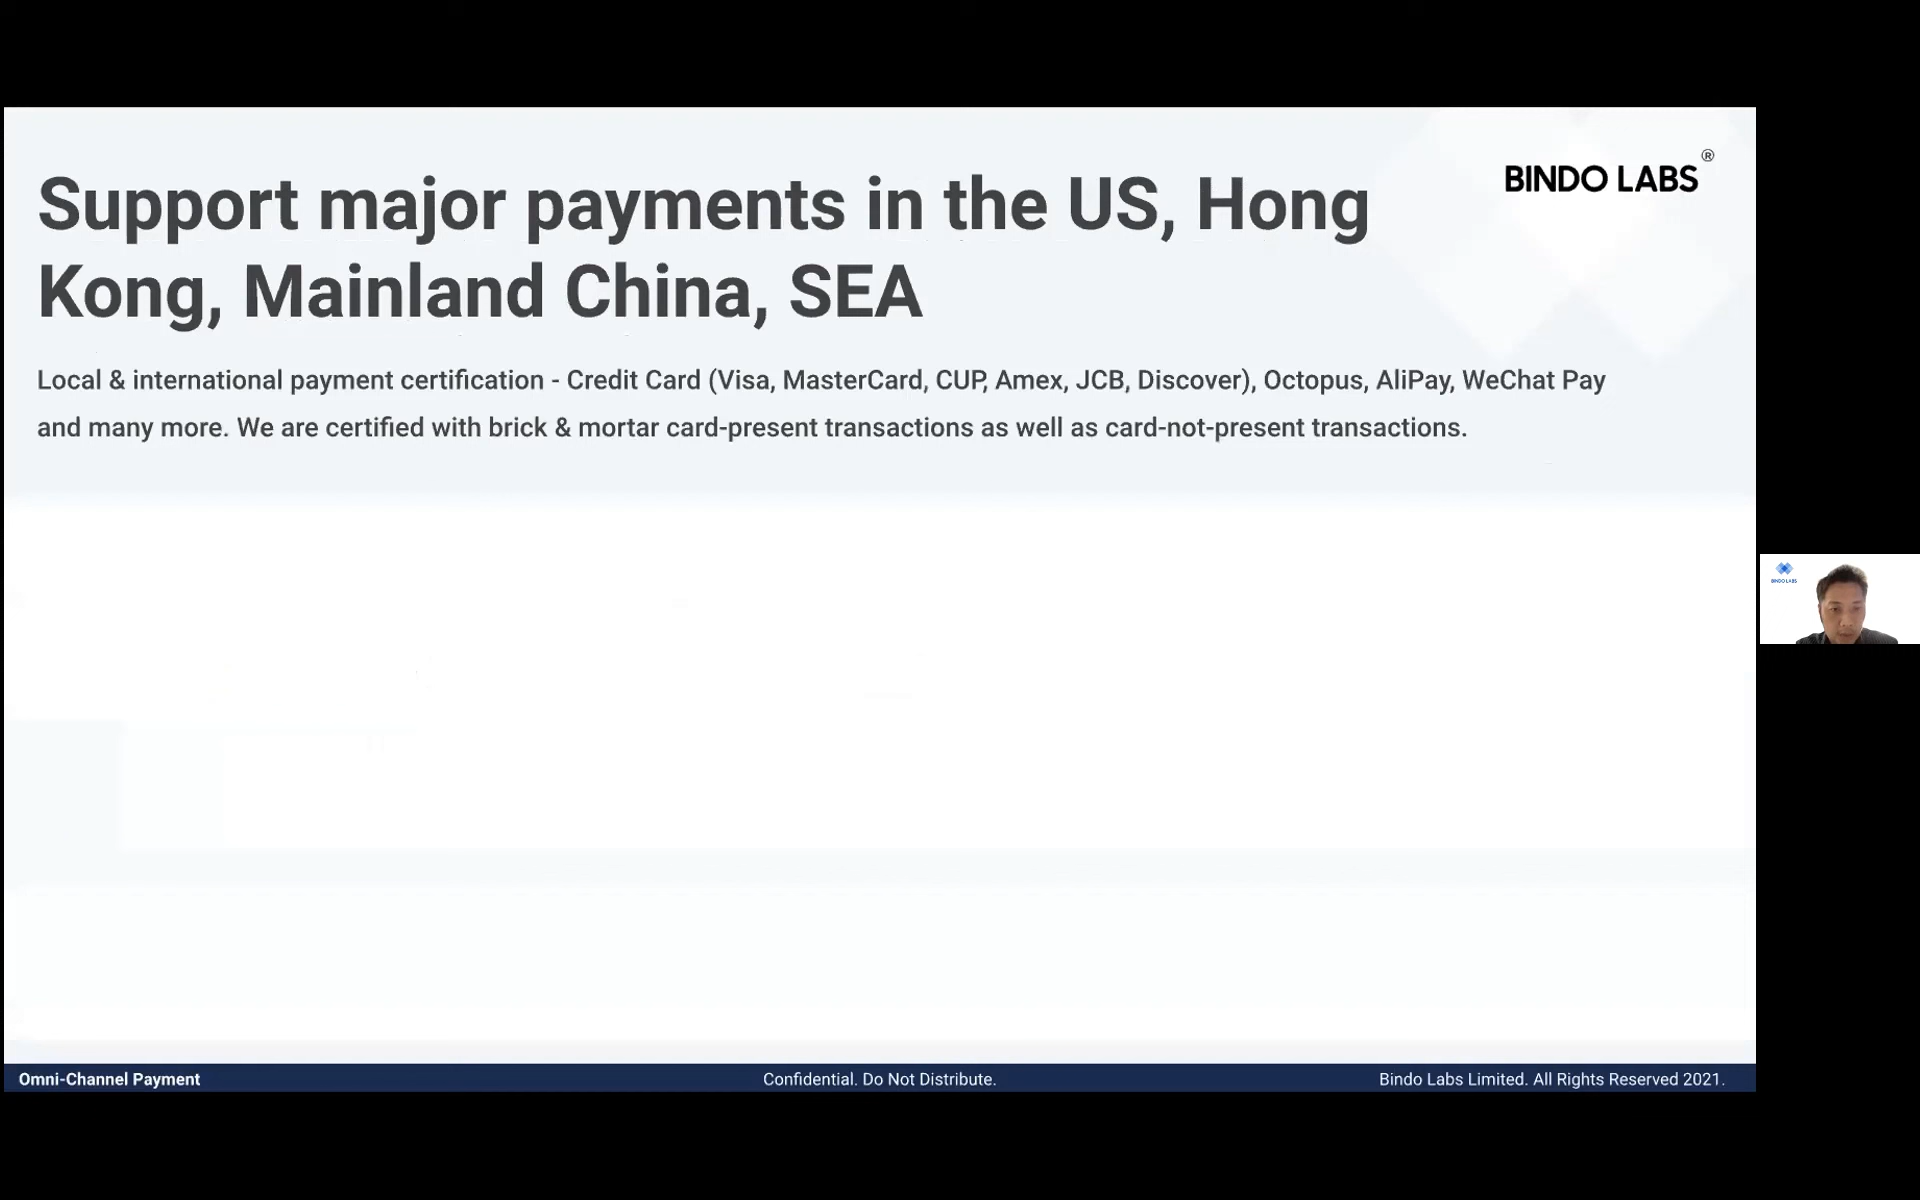 BINDO LABS®
Support major payments in the US, Hong
Kong, Mainland China, SEA
Local & international payment certification - Credit Card (Visa, MasterCard, CUP, Amex, JCB, Discover), Octopus, AliPay, WeChat Pay
and many more. We are certified with brick & mortar card-present transactions as well as card-not-present transactions.
BINDO LABS
Omni-Channel Payment
Confidential. Do Not Distribute.
Bindo Labs Limited. All Rights Reserved 2021.